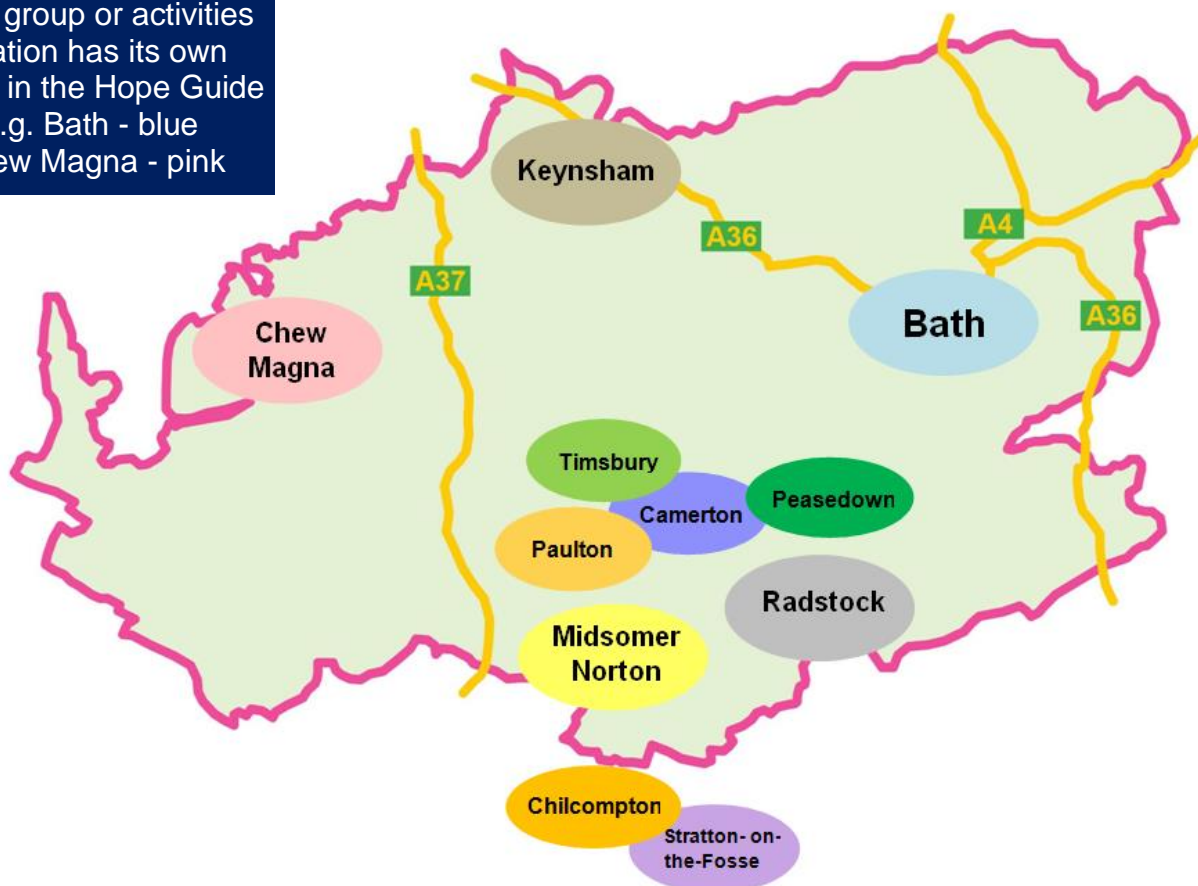 group or activities
ation has its own
in the Hope Guide
.g. Bath - blue
ew Magna - pink
Keynsham
A36
A4
A37
A36
Chew
Magna
Bath
Timsbury
Camerton
Peasedown
Paulton
Radstock
Midsomer
Norton
Chilcompton
Stratton- on-
the-Fosse